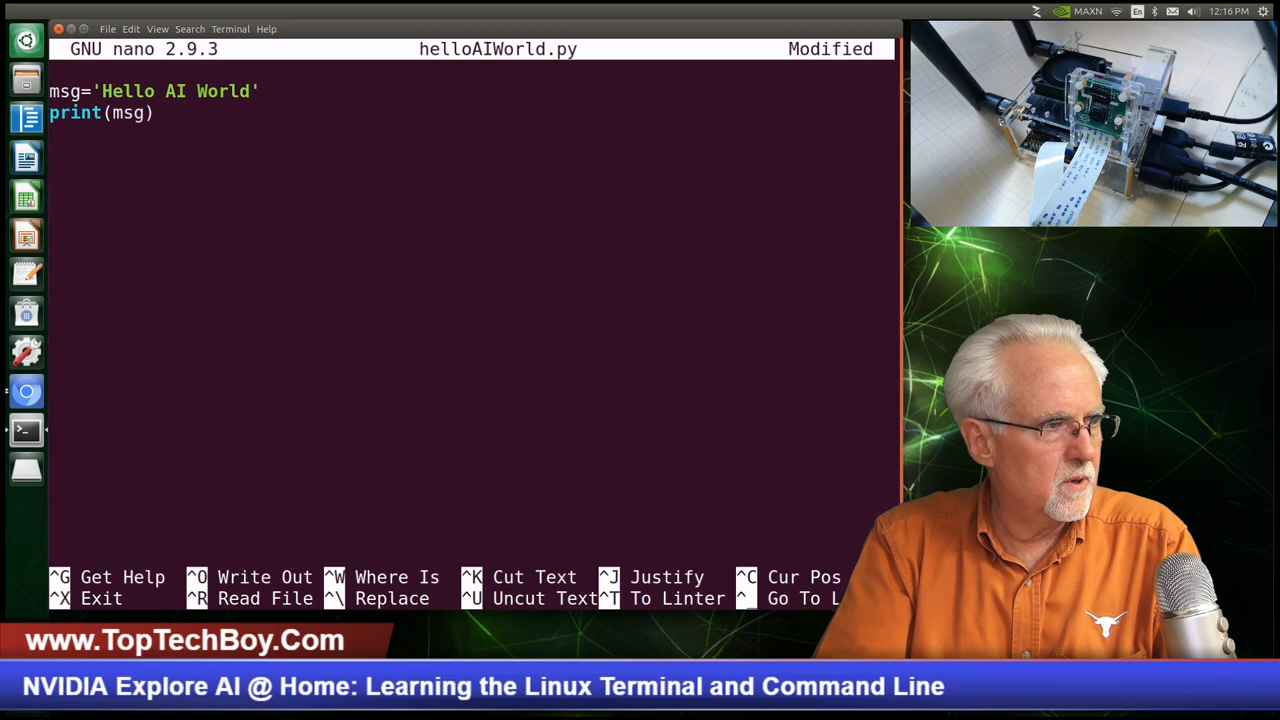 File Edit View Search Terminal Help
MAXN En 12:16 PM
GNU nano 2.9.3 helloAIWorld.py Modified
msg='Hello AI World'
print(msg)
^G Get Help ^O Write Out ^W Where Is ^K Cut Text ^J Justify ^C Cur Pos
^X Exit ^R Read File ^\ Replace ^U Uncut Text ^T To Linter ^_ Go To L
www.TopTechBoy.Com
NVIDIA Explore AI @ Home: Learning the Linux Terminal and Command Line